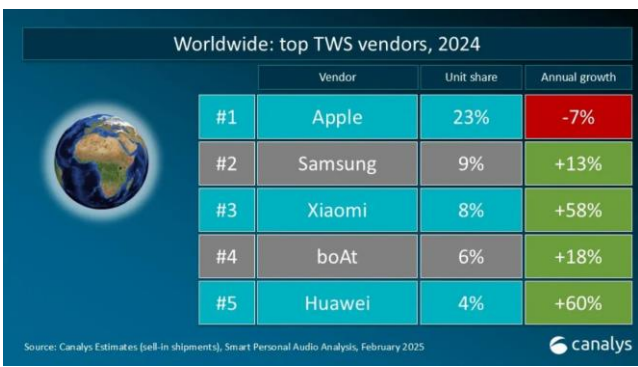 Worldwide: top TWS vendors, 2024
Vendor Unit share Annual growth
#1 Apple 23% -7%
#2 Samsung 9% +13%
#3 Xiaomi 8% +58%
#4 boAt 6% +18%
#5 Huawei 4% +60%
Source: Canalys Estimates (sell-in shipments), Smart Personal Audio Analysis, February 2025
canalys